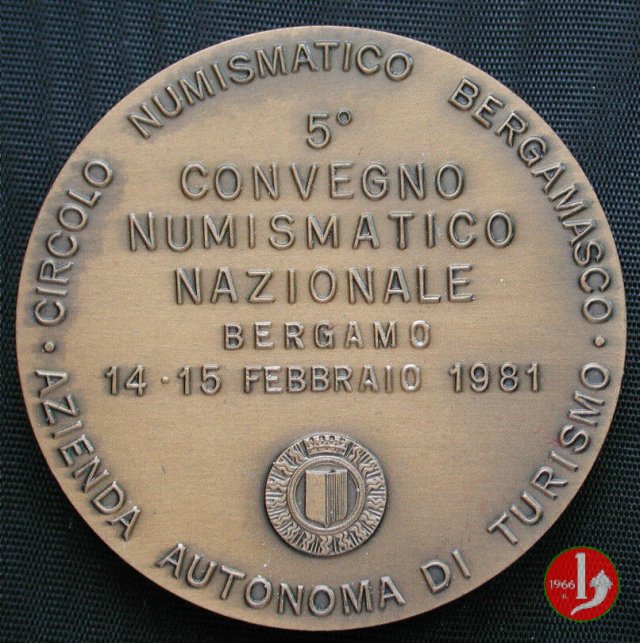 · CIRCOLO NUMISMATICO BERGAMASCO ·
5°
CONVEGNO
NUMISMATICO
NAZIONALE
BERGAMO
14·15 FEBBRAIO 1981
AZIENDA AUTONOMA DI TURISMO
1966